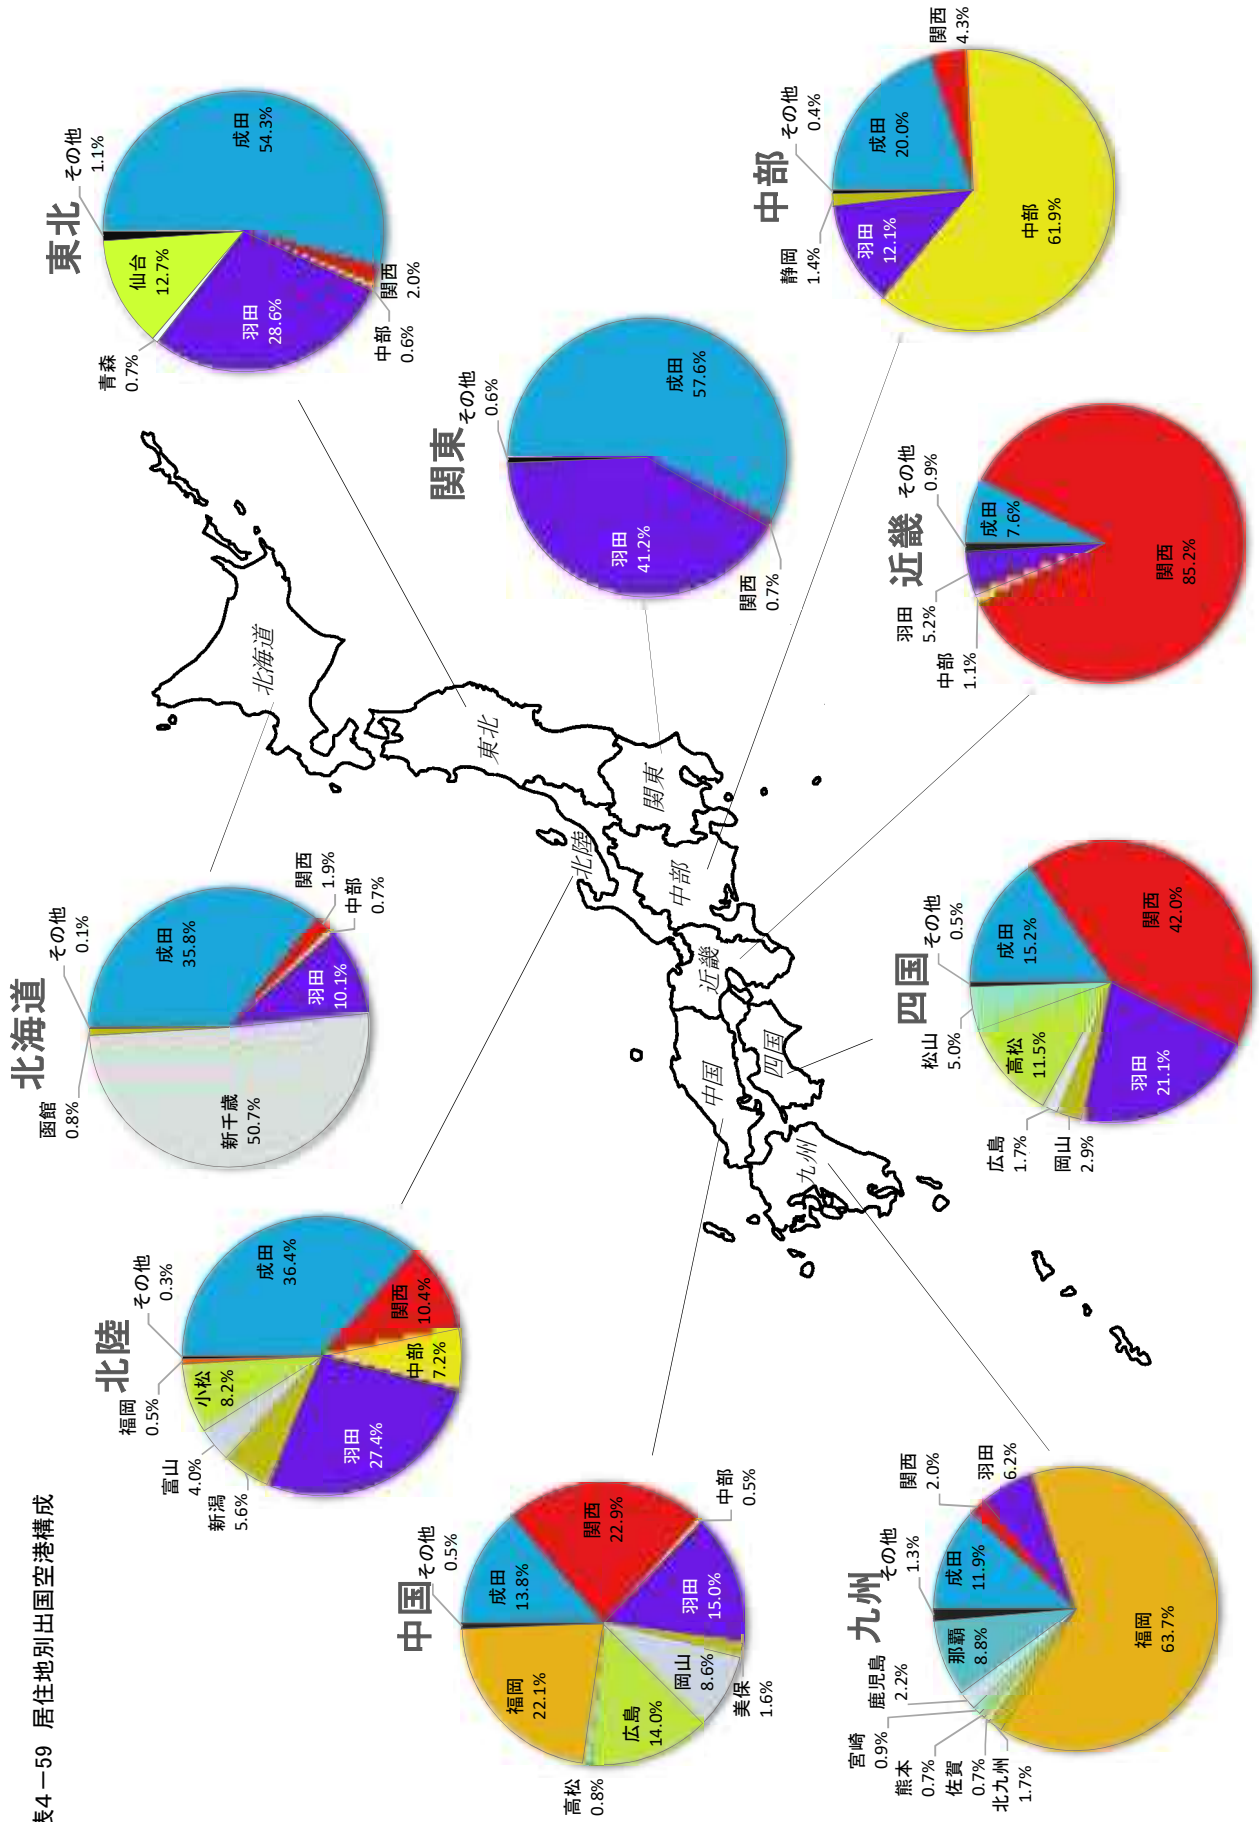 表4－59 居住地別出国空港構成
北海道
その他
0.1%
成田
35.8%
関西
1.9%
中部
0.7%
羽田
10.1%
新千歳
50.7%
函館
0.8%
東北
その他
1.1%
成田
54.3%
関西
2.0%
中部
0.6%
羽田
28.6%
青森
0.7%
仙台
12.7%
北陸
その他
0.3%
成田
36.4%
関西
10.4%
中部
7.2%
羽田
27.4%
新潟
5.6%
富山
4.0%
小松
8.2%
福岡
0.5%
関東
その他
0.6%
成田
57.6%
関西
0.7%
羽田
41.2%
中部
その他
0.4%
成田
20.0%
関西
4.3%
中部
61.9%
羽田
12.1%
静岡
1.4%
近畿
その他
0.9%
成田
7.6%
関西
85.2%
中部
1.1%
羽田
5.2%
中国
その他
0.5%
成田
13.8%
関西
22.9%
中部
0.5%
羽田
15.0%
美保
1.6%
岡山
8.6%
広島
14.0%
高松
0.8%
福岡
22.1%
四国
その他
0.5%
成田
15.2%
関西
42.0%
羽田
21.1%
岡山
2.9%
広島
1.7%
高松
11.5%
松山
5.0%
九州
その他
1.3%
成田
11.9%
関西
2.0%
羽田
6.2%
福岡
63.7%
北九州
1.7%
佐賀
0.7%
熊本
0.7%
宮崎
0.9%
鹿児島
2.2%
那覇
8.8%
北海道
東北
北陸
関東
中部
近畿
中国
四国
九州